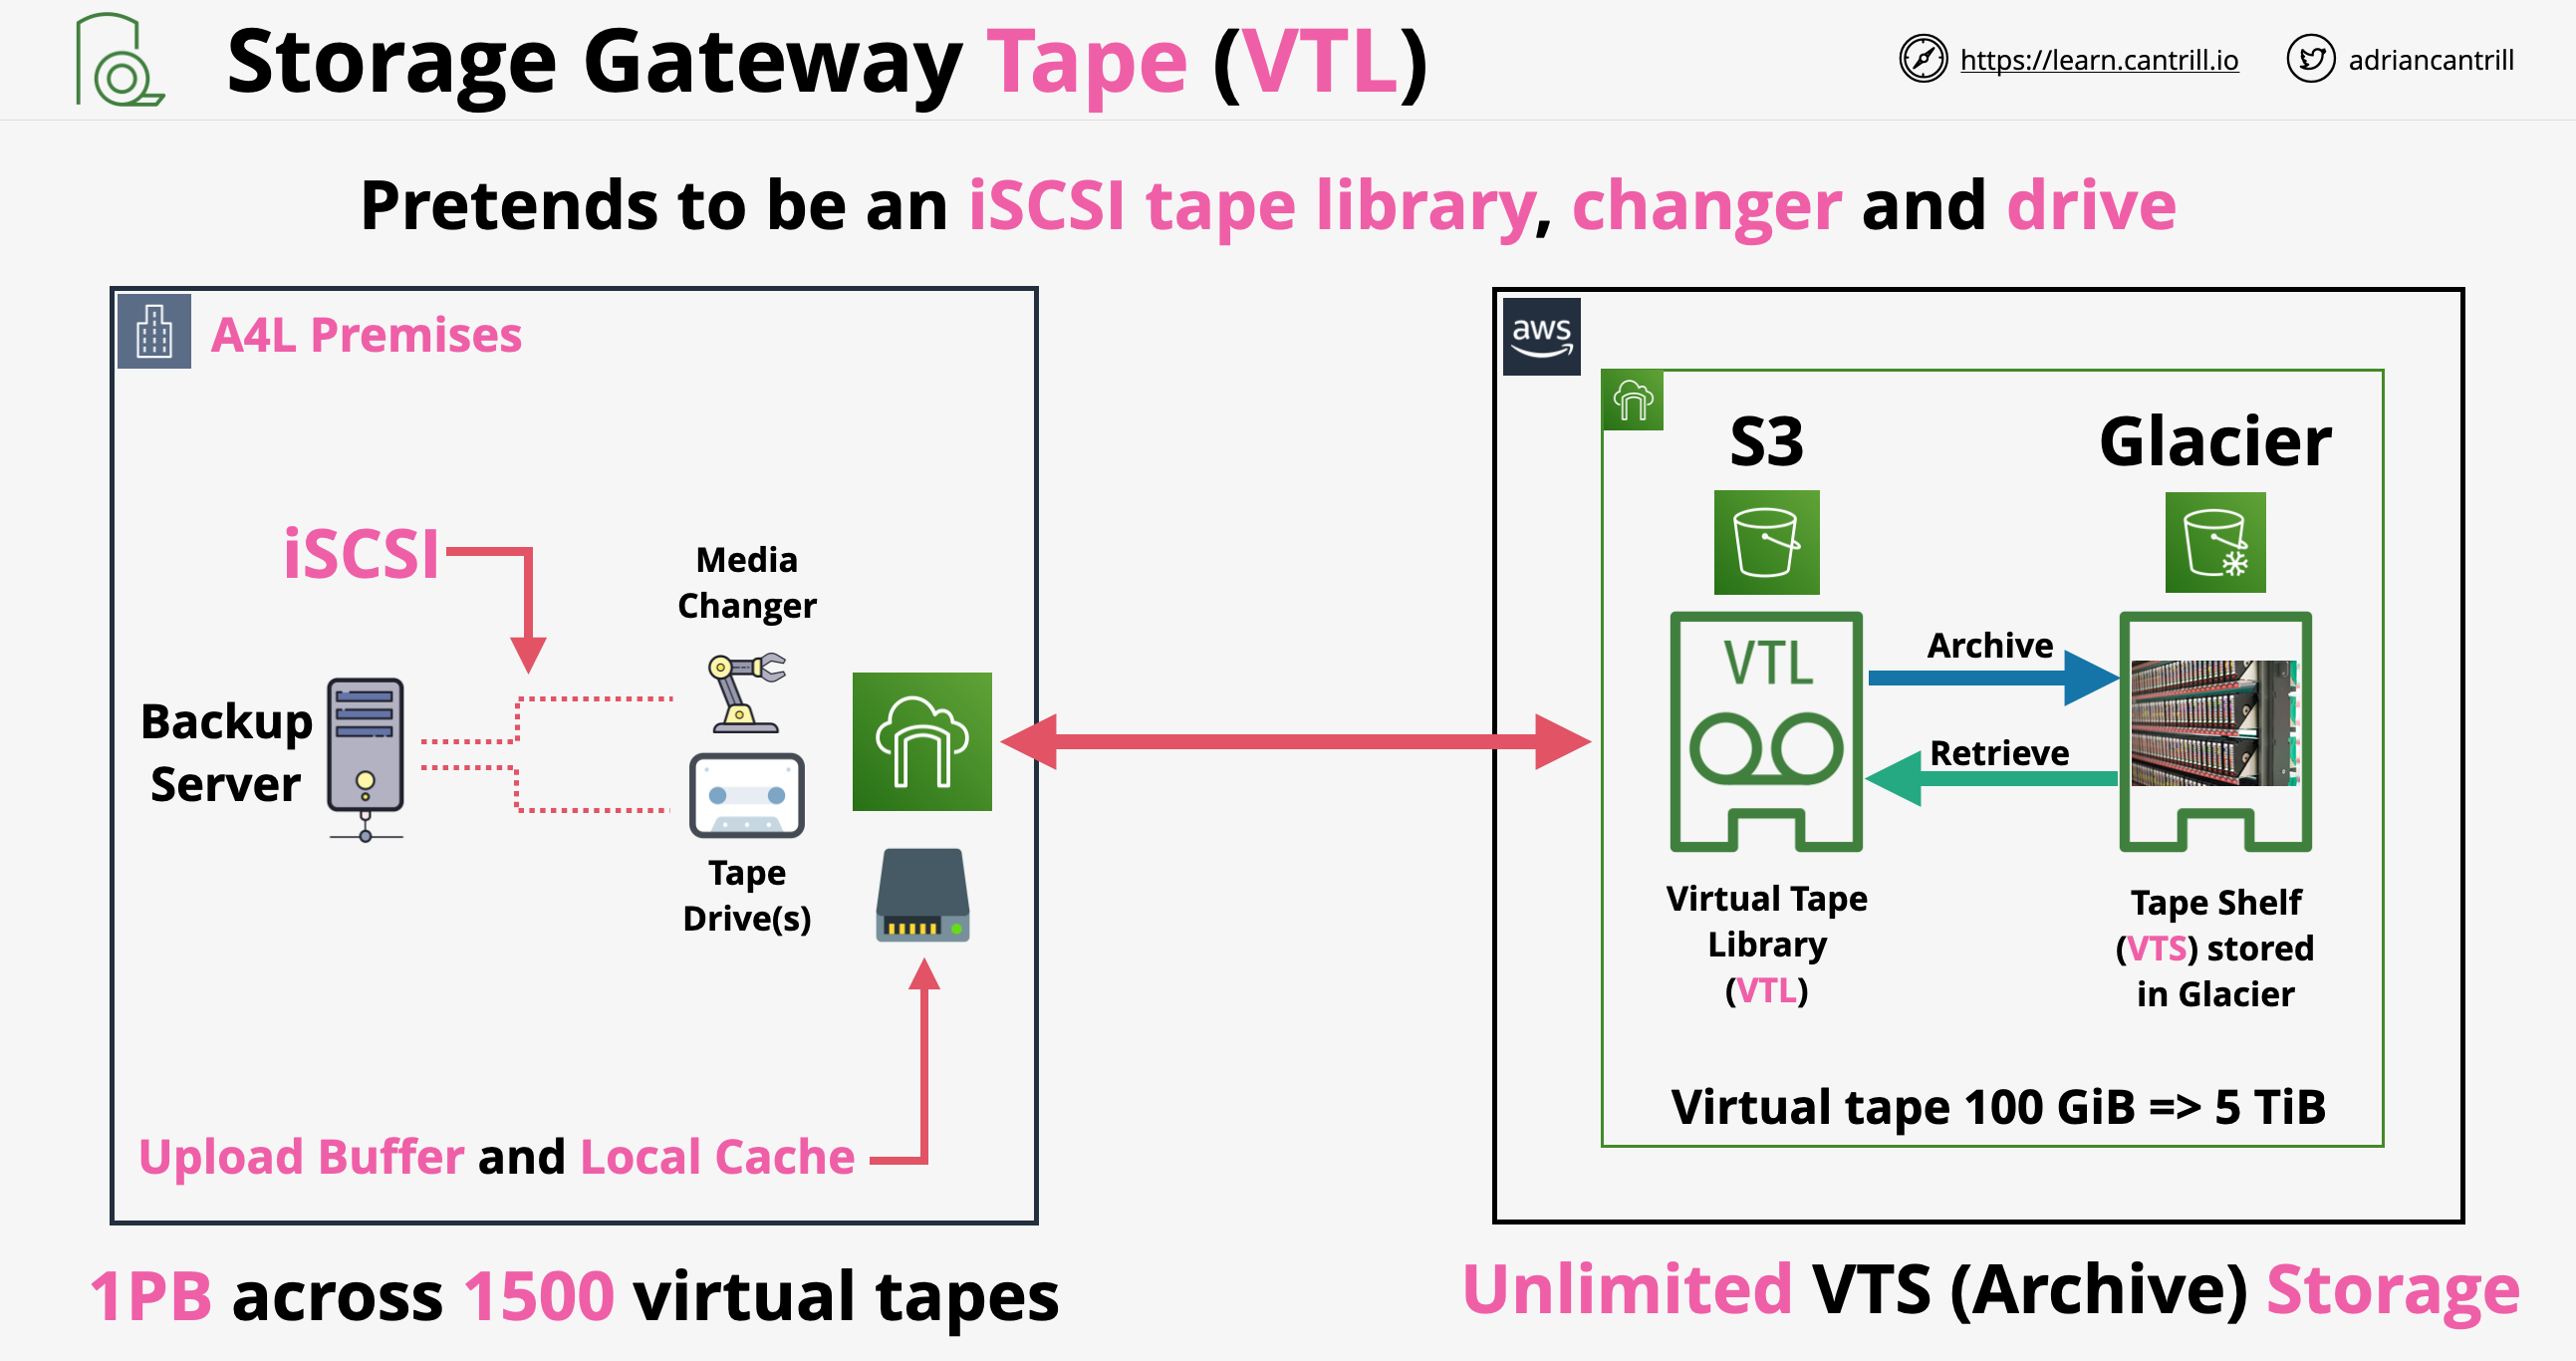 Storage Gateway Tape (VTL)
https://learn.cantrill.io
adriancantrill
Pretends to be an iSCSI tape library, changer and drive
A4L Premises
iSCSI
Backup
Server
Media
Changer
Tape
Drive(s)
Upload Buffer and Local Cache
1PB across 1500 virtual tapes
aws
S3
Glacier
VTL
Archive
Retrieve
Virtual Tape
Library
(VTL)
Tape Shelf
(VTS) stored
in Glacier
Virtual tape 100 GiB => 5 TiB
Unlimited VTS (Archive) Storage